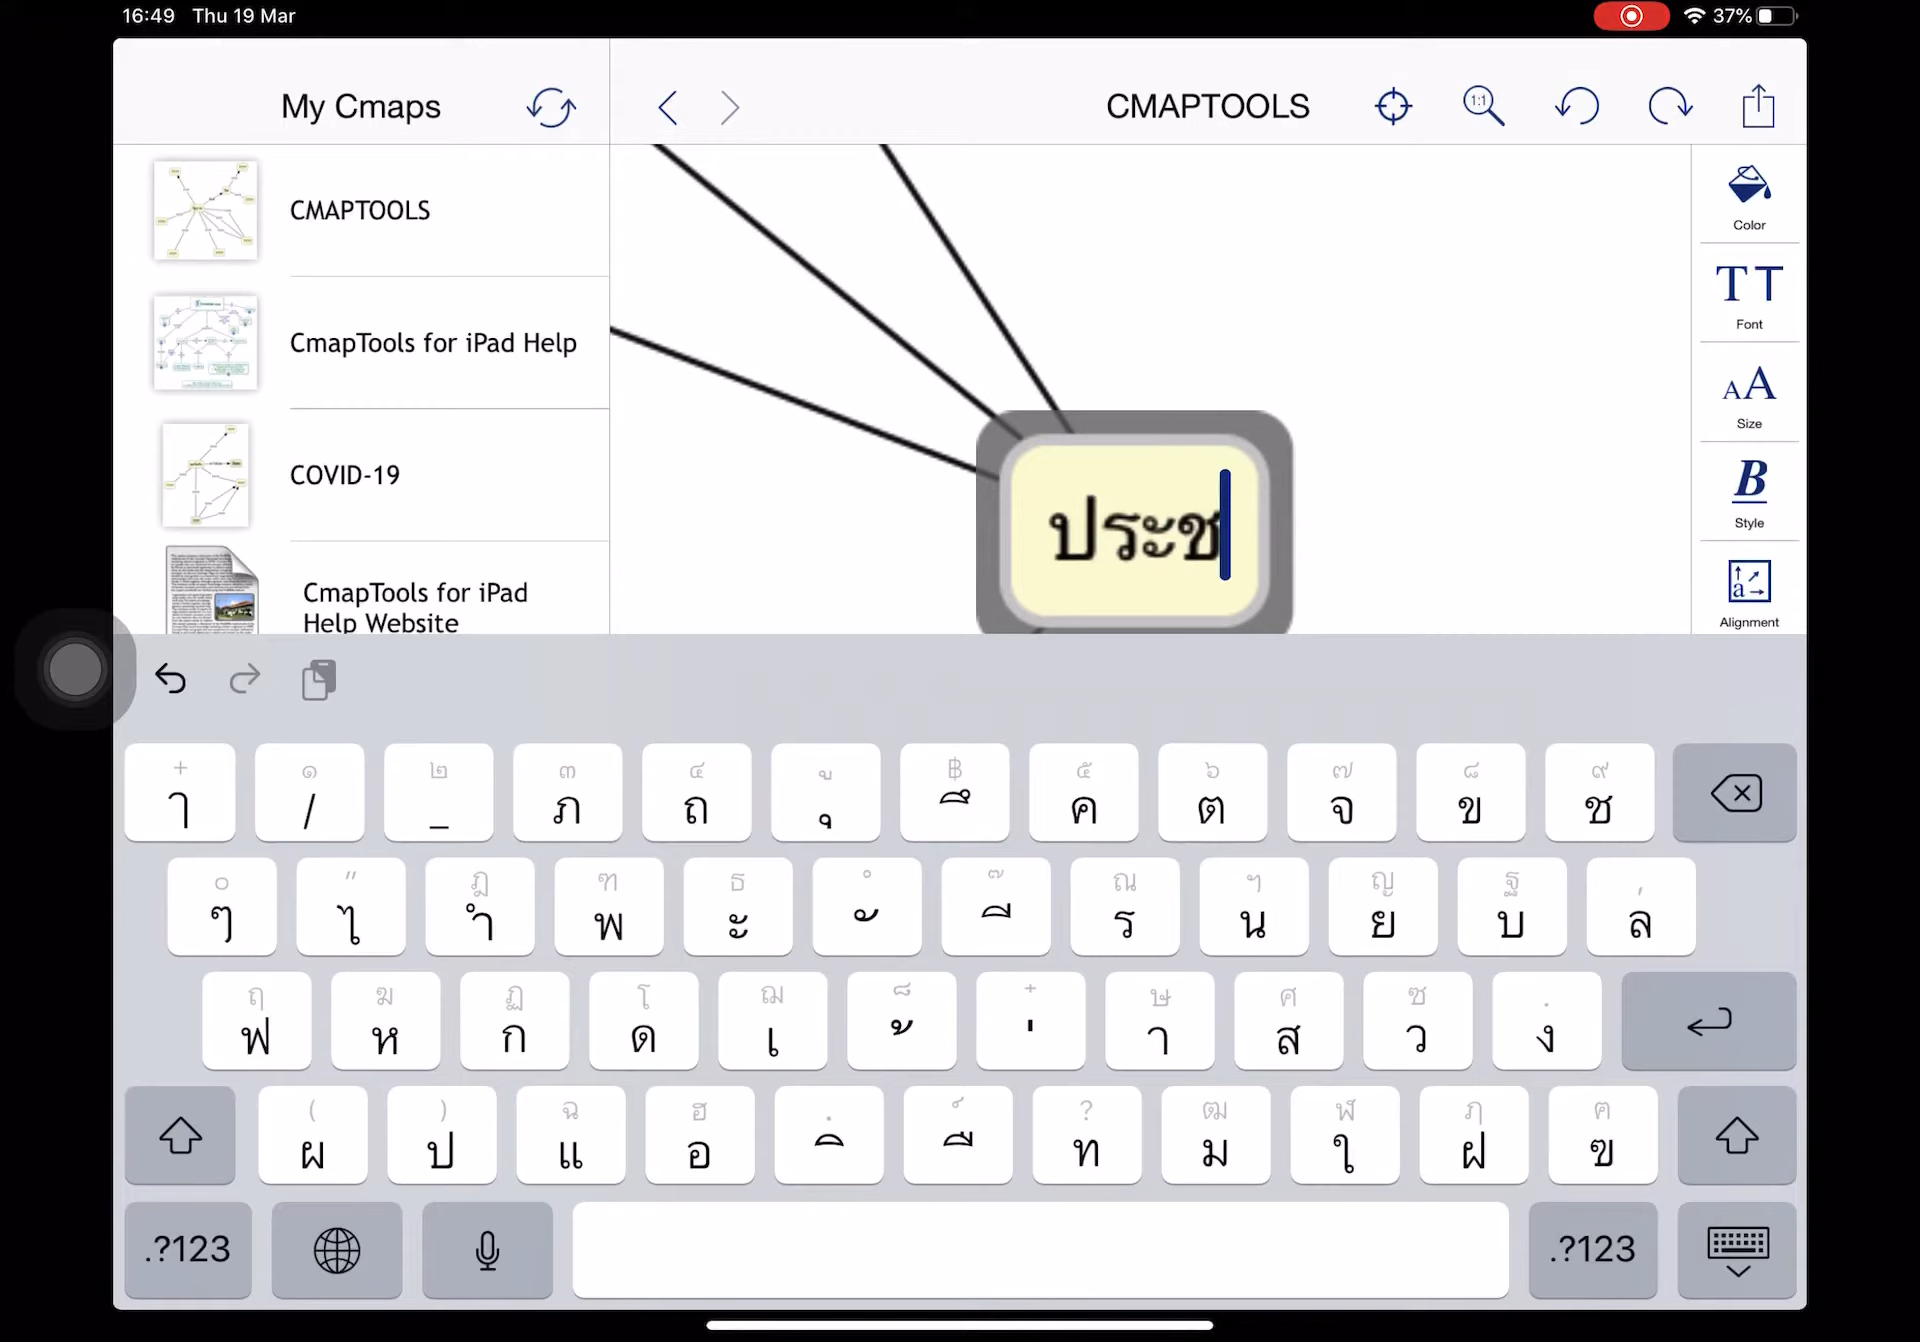 16:49 Thu 19 Mar
37%
My Cmaps
CMAPTOOLS
1:1
CMAPTOOLS
CmapTools for iPad Help
COVID-19
CmapTools for iPad
Help Website
ประช
Color
T T
Font
AA
Size
B
Style
a
Alignment
+ ๑ ๒ ๓ ๔ ู ฿ ๕ ๖ ๗ ๘ ๙
ๅ / _ ภ ถ ุ ึ ค ต จ ข ช
๐ " ฎ ฑ ธ ํ ๊ ณ ฯ ญ ฐ ,
ๆ ไ ำ พ ะ ั ี ร น ย บ ล
ฤ ฆ ฏ โ ฌ ็ ๋ ษ ศ ซ .
ฟ ห ก ด เ ้ ่ า ส ว ง
( ) ฉ ฮ ฺ ์ ? ฒ ฬ ฦ ฅ
ผ ป แ อ ิ ื ท ม ใ ฝ ฃ
.?123 .?123